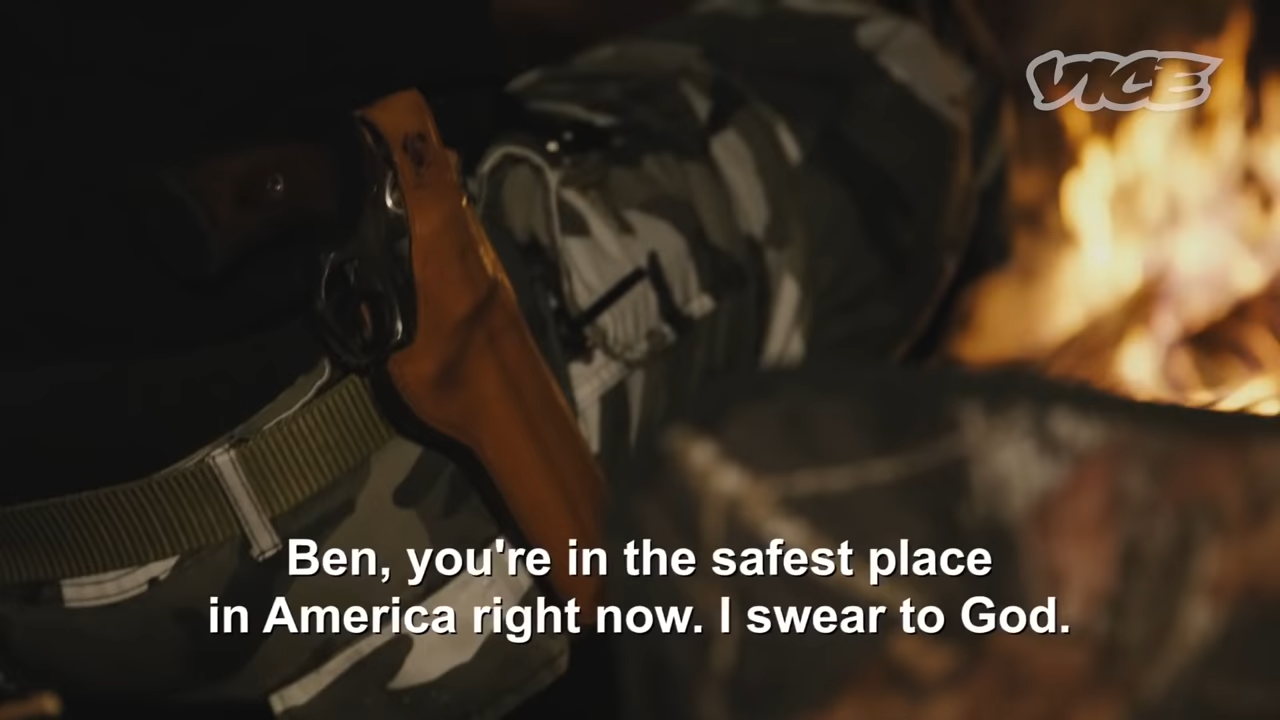 VICE
Ben, you're in the safest place
in America right now. I swear to God.